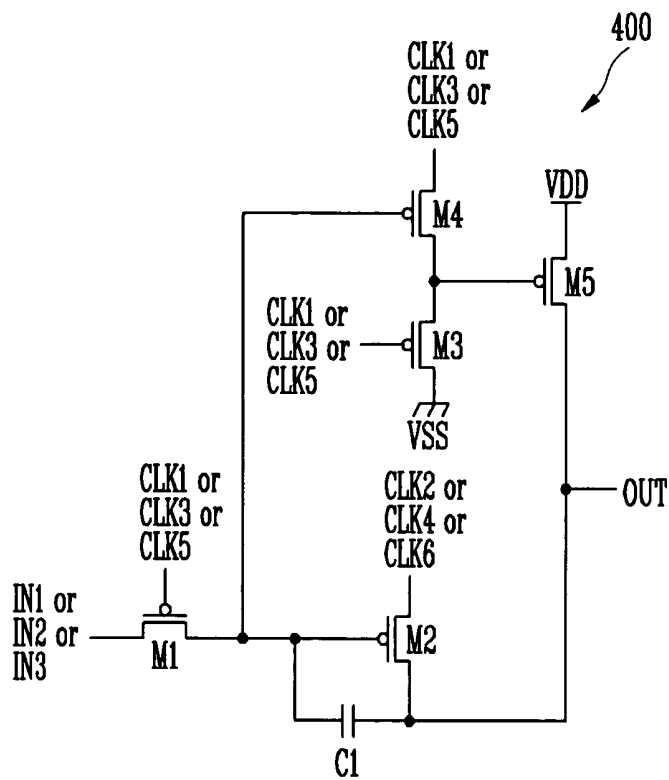 400
CLK1 or
CLK3 or
CLK5
VDD
M4
M5
CLK1 or
CLK3 or
CLK5
M3
VSS
CLK1 or
CLK3 or
CLK5
CLK2 or
CLK4 or
CLK6
OUT
IN1 or
IN2 or
IN3
M1
M2
C1